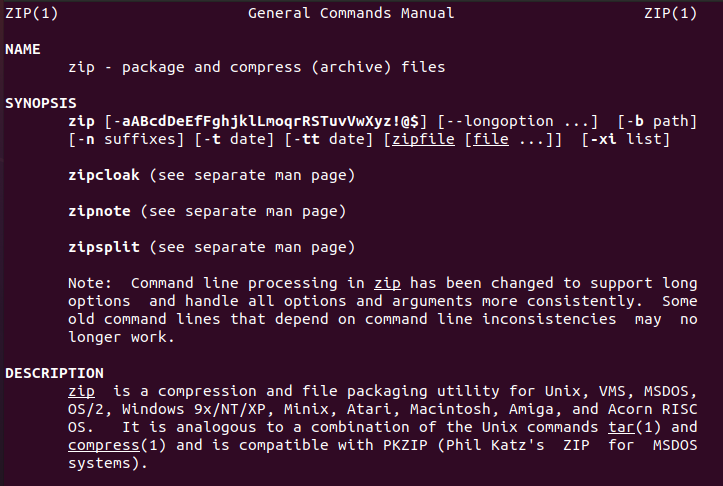 ZIP(1) General Commands Manual ZIP(1)
NAME
zip - package and compress (archive) files
SYNOPSIS
zip [-aABcdDeEfFghjklLmoqrRSTuvVwXyz!@$] [--longoption ...] [-b path]
[-n suffixes] [-t date] [-tt date] [zipfile [file ...]] [-xi list]
zipcloak (see separate man page)
zipnote (see separate man page)
zipsplit (see separate man page)
Note: Command line processing in zip has been changed to support long
options and handle all options and arguments more consistently. Some
old command lines that depend on command line inconsistencies may no
longer work.
DESCRIPTION
zip is a compression and file packaging utility for Unix, VMS, MSDOS,
OS/2, Windows 9x/NT/XP, Minix, Atari, Macintosh, Amiga, and Acorn RISC
OS. It is analogous to a combination of the Unix commands tar(1) and
compress(1) and is compatible with PKZIP (Phil Katz's ZIP for MSDOS
systems).